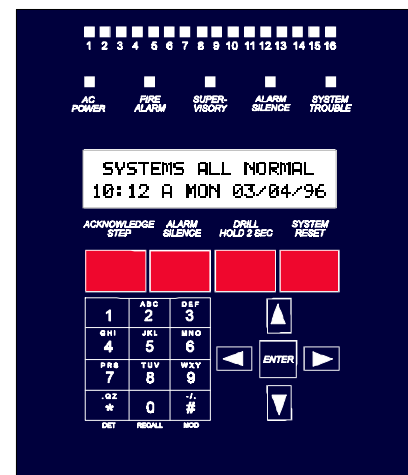 1 2 3 4 5 6 7 8 9 10 11 12 13 14 15 16
AC POWER
FIRE ALARM
SUPER-VISORY
ALARM SILENCE
SYSTEM TROUBLE
SYSTEMS ALL NORMAL
10:12 A MON 03/04/96
ACKNOWLEDGE STEP
ALARM SILENCE
DRILL HOLD 2 SEC
SYSTEM RESET
ABC DEF
1 2 3
GHI JKL MNO
4 5 6
PRS TUV WXY
7 8 9
.QZ -/.
* 0 #
DET RECALL MOD
ENTER